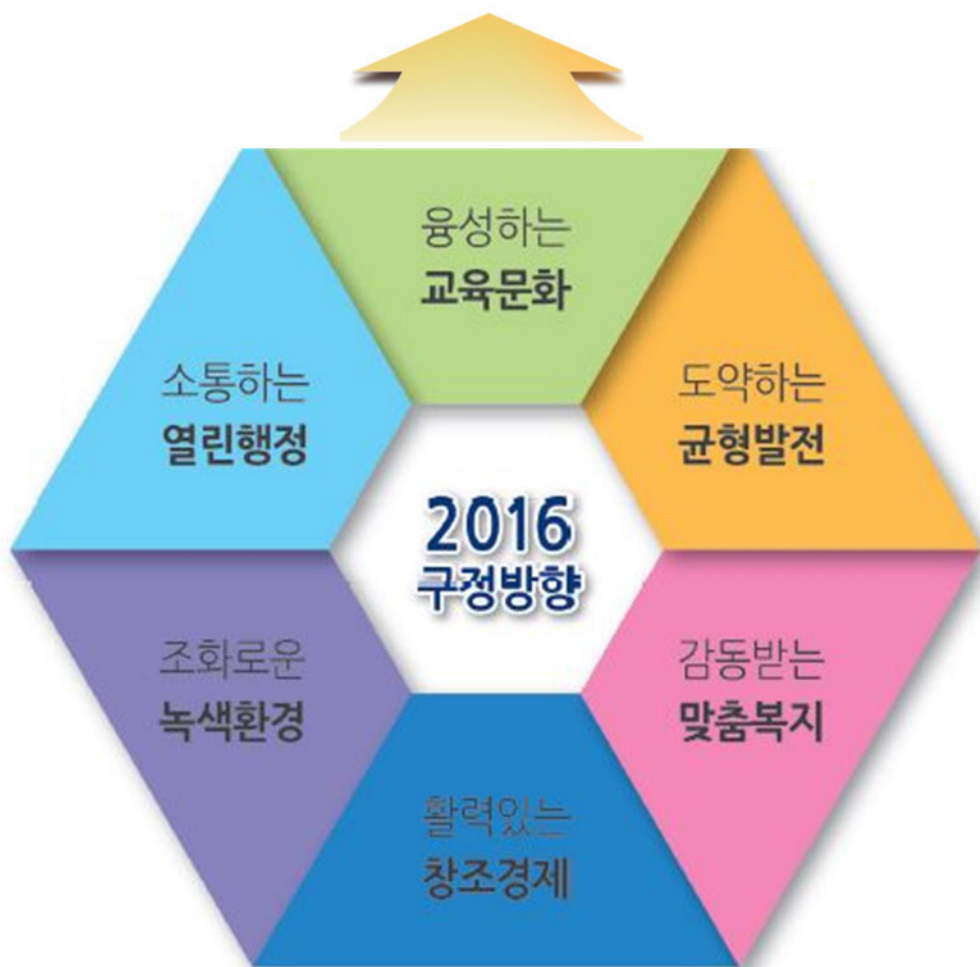 융성하는
교육문화
소통하는
열린행정
도약하는
균형발전
2016
구정방향
조화로운
녹색환경
감동받는
맞춤복지
활력있는
창조경제